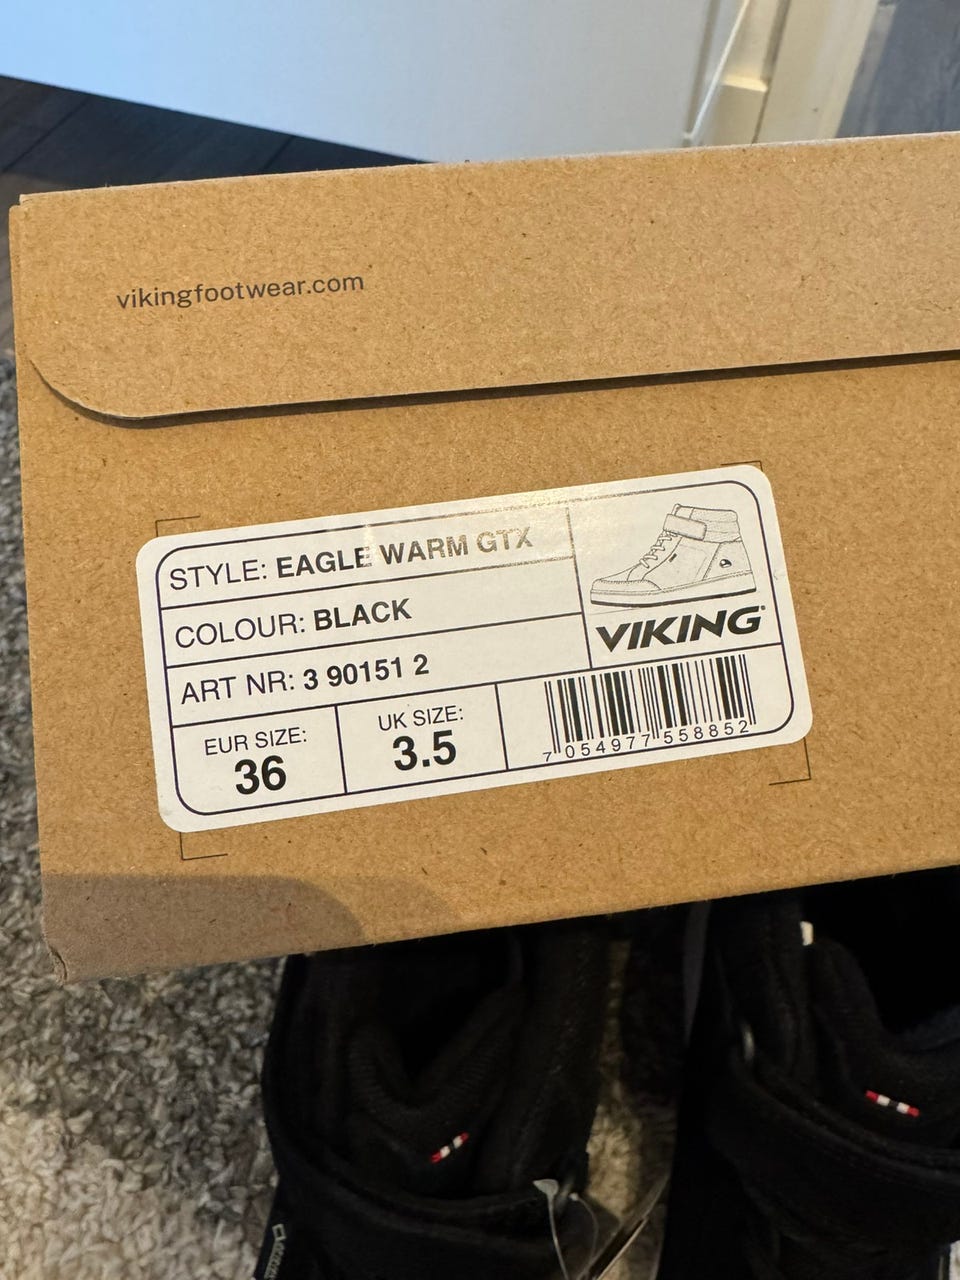 vikingfootwear.com
STYLE: EAGLE WARM GTX
COLOUR: BLACK
ART NR: 3 90151 2
VIKING
EUR SIZE:
36
UK SIZE:
3.5
7 054977 558852